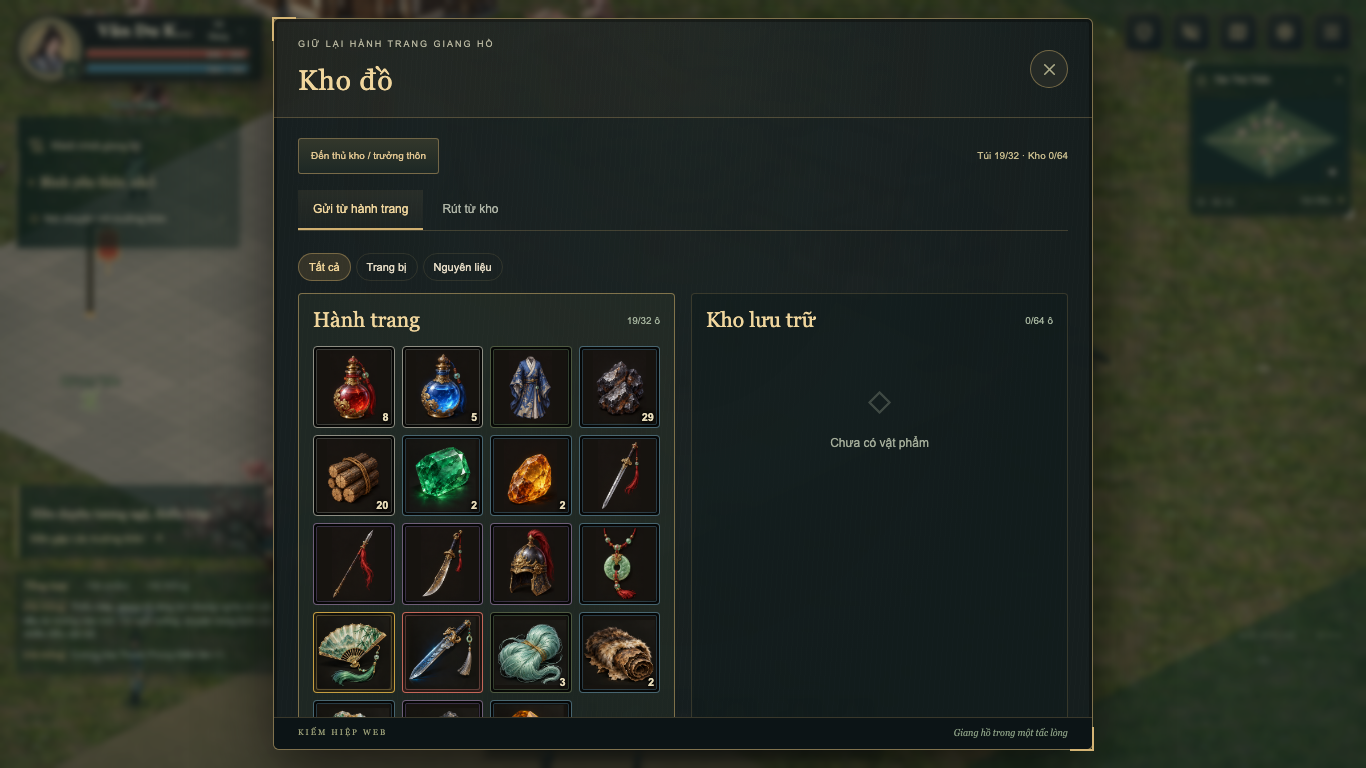 GIỮ LẠI HÀNH TRANG GIANG HỒ
Kho đồ
Đến thủ kho / trưởng thôn
Túi 19/32 · Kho 0/64
Gửi từ hành trang
Rút từ kho
Tất cả
Trang bị
Nguyên liệu
Hành trang
19/32 ô
Kho lưu trữ
0/64 ô
8
5
29
Chưa có vật phẩm
20
2
2
3
2
KIẾM HIỆP WEB
Giang hồ trong một tấc lòng